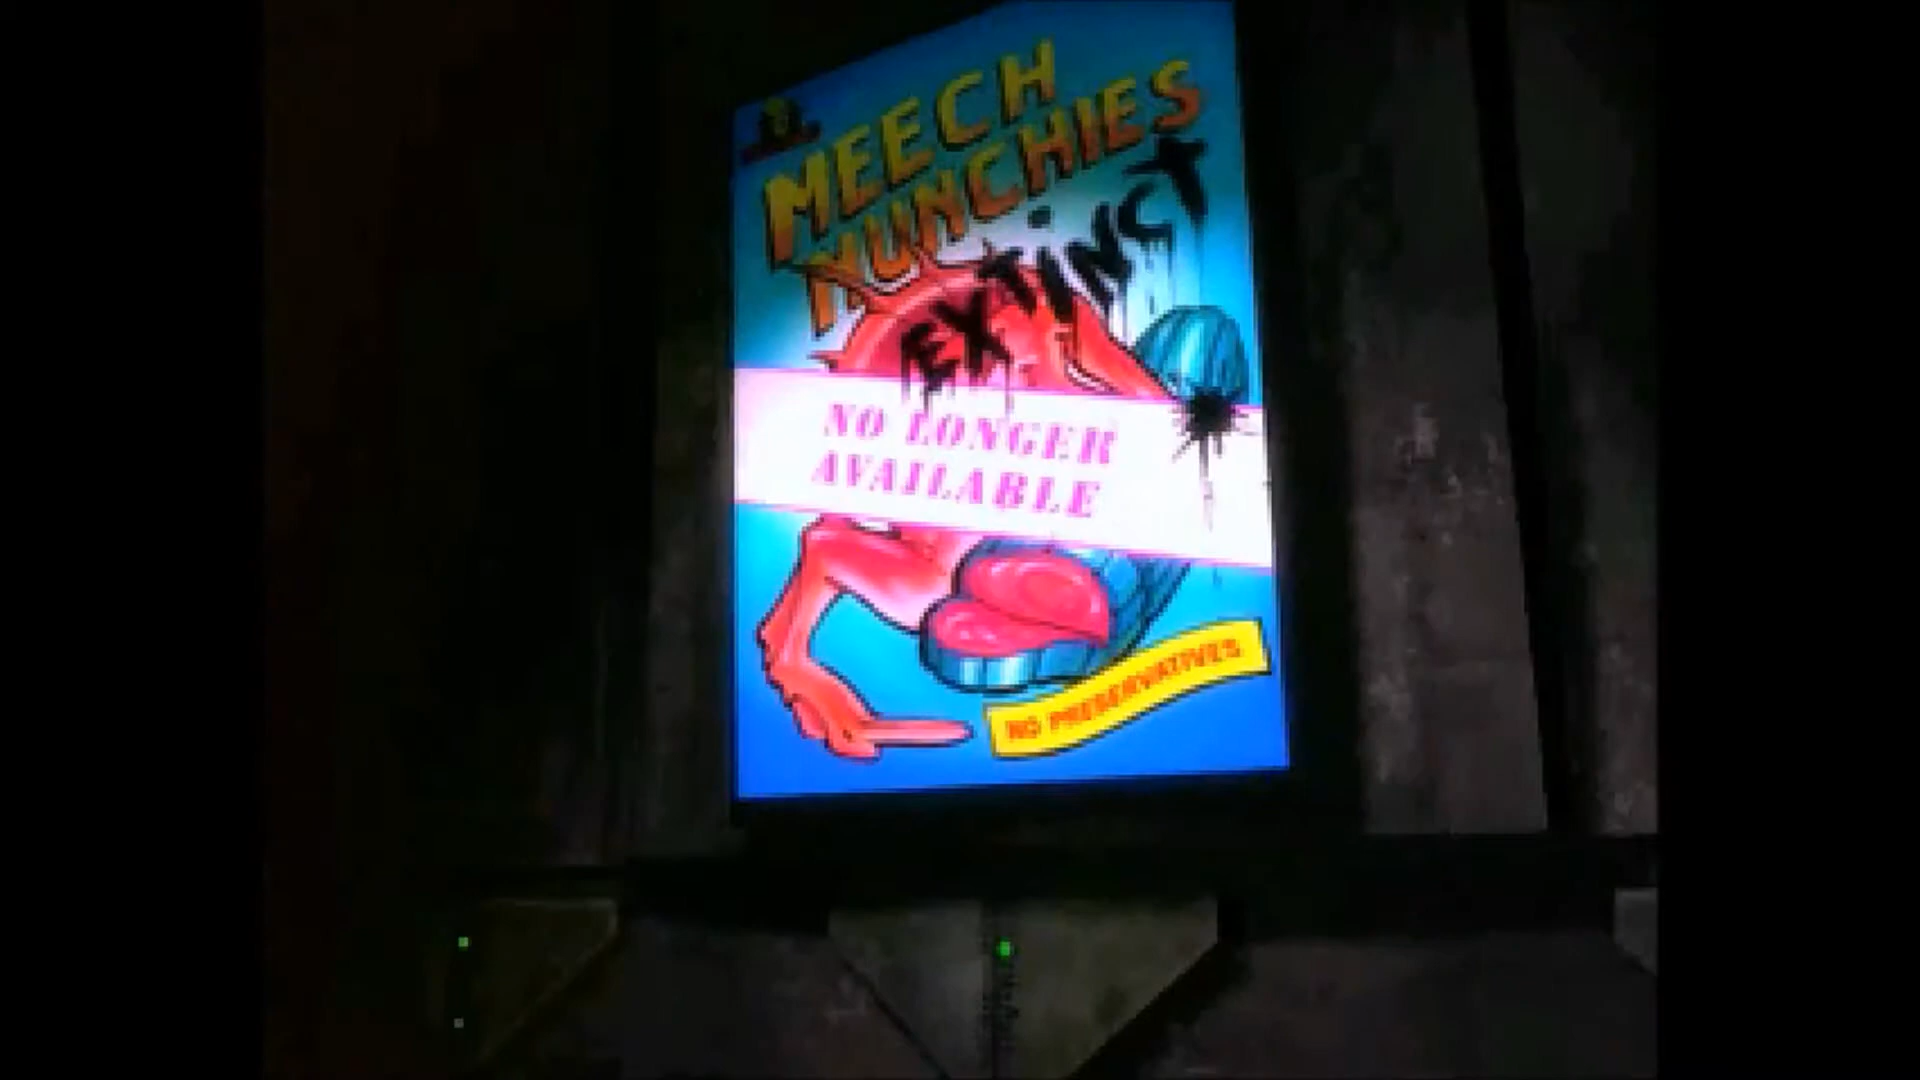 MEECH
MUNCHIES
EXTINCT
NO LONGER
AVAILABLE
NO PRESERVATIVES